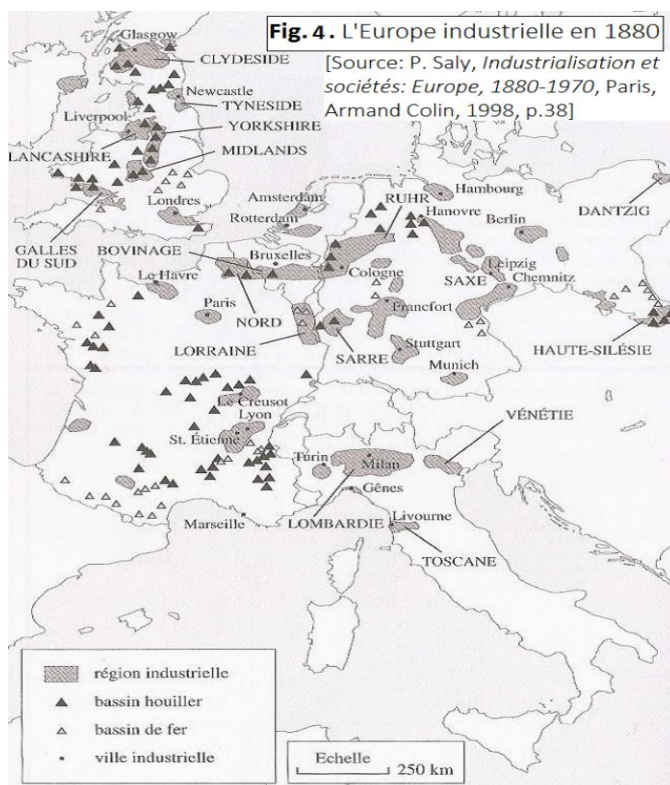 Fig. 4. L'Europe industrielle en 1880
[Source: P. Saly, Industrialisation et
sociétés: Europe, 1880-1970, Paris,
Armand Colin, 1998, p.38]
Glasgow
CLYDESIDE
Newcastle
TYNESIDE
Liverpool
YORKSHIRE
LANCASHIRE
MIDLANDS
Londres
GALLES
DU SUD
Amsterdam
Rotterdam
Hambourg
RUHR
Hanovre
Berlin
DANTZIG
BOVINAGE
Bruxelles
Le Havre
Cologne
Leipzig
SAXE
Chemnitz
Paris
NORD
Francfort
LORRAINE
SARRE
HAUTE-SILÉSIE
Stuttgart
Munich
Le Creusot
Lyon
St. Étienne
VÉNÉTIE
Turin
Milan
Gênes
Marseille
LOMBARDIE
Livourne
TOSCANE
région industrielle
bassin houiller
bassin de fer
ville industrielle
Echelle
250 km